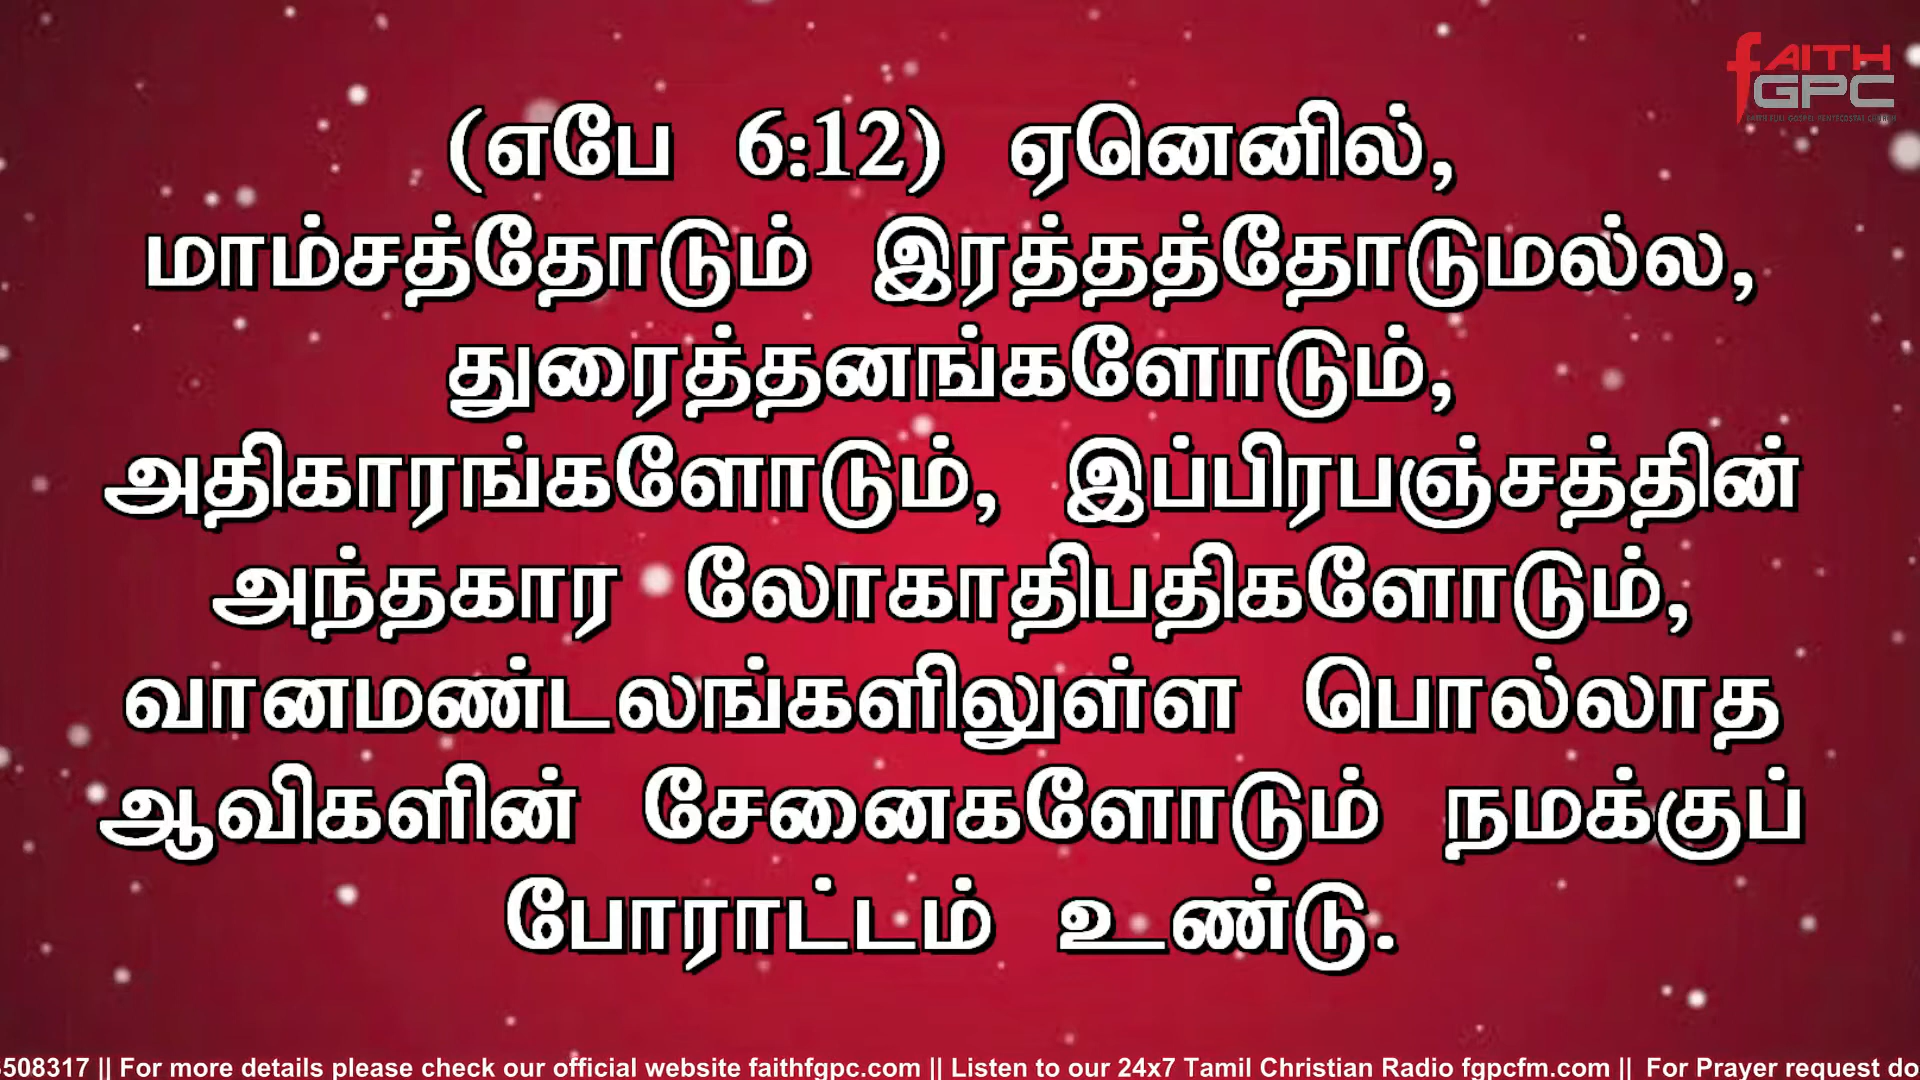 fAITH
GPC
(எபே 6:12) ஏனெனில்,
மாம்சத்தோடும் இரத்தத்தோடுமல்ல,
துரைத்தனங்களோடும்,
அதிகாரங்களோடும், இப்பிரபஞ்சத்தின்
அந்தகார லோகாதிபதிகளோடும்,
வானமண்டலங்களிலுள்ள பொல்லாத
ஆவிகளின் சேனைகளோடும் நமக்குப்
போராட்டம் உண்டு.
508317 || For more details please check our official website faithfgpc.com || Listen to our 24x7 Tamil Christian Radio fgpcfm.com || For Prayer request do